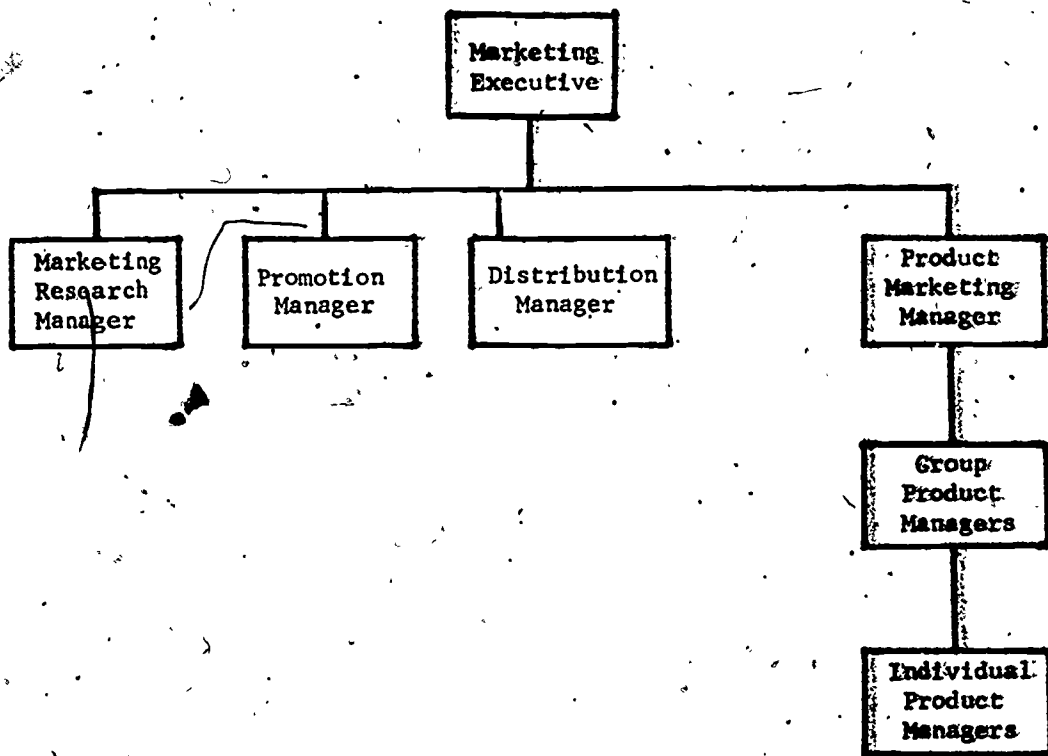 Marketing
Executive
Marketing
Research
Manager
Promotion
Manager
Distribution
Manager
Product
Marketing
Manager
Group
Product
Managers
Individual
Product
Managers